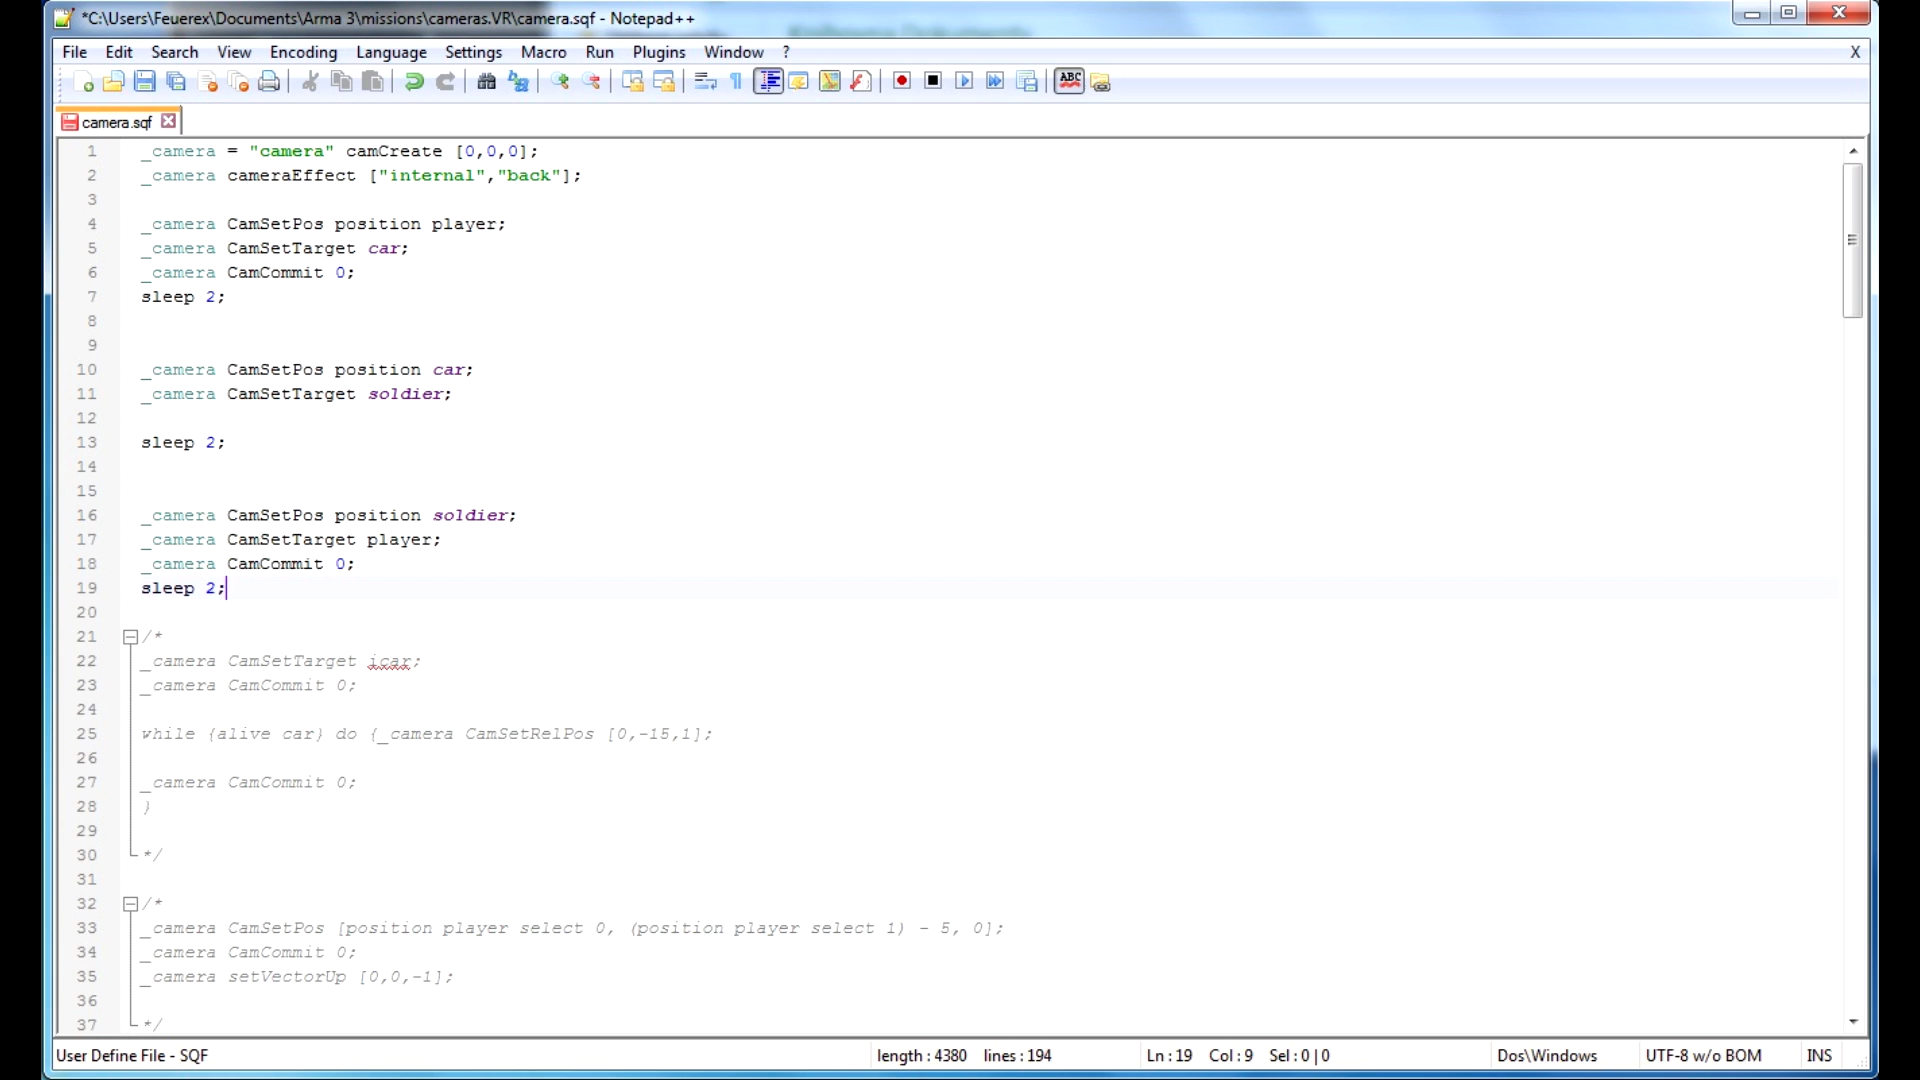 *C:\Users\Feuerex\Documents\Arma 3\missions\cameras.VR\camera.sqf - Notepad++
File Edit Search View Encoding Language Settings Macro Run Plugins Window ? X
ABC
camera.sqf
1 _camera = "camera" camCreate [0,0,0];
2 _camera cameraEffect ["internal","back"];
3
4 _camera CamSetPos position player;
5 _camera CamSetTarget car;
6 _camera CamCommit 0;
7 sleep 2;
8
9
10 _camera CamSetPos position car;
11 _camera CamSetTarget soldier;
12
13 sleep 2;
14
15
16 _camera CamSetPos position soldier;
17 _camera CamSetTarget player;
18 _camera CamCommit 0;
19 sleep 2;
20
21 /*
22 _camera CamSetTarget icar;
23 _camera CamCommit 0;
24
25 while {alive car} do {_camera CamSetRelPos [0,-15,1];
26
27 _camera CamCommit 0;
28 }
29
30 */
31
32 /*
33 _camera CamSetPos [position player select 0, (position player select 1) - 5, 0];
34 _camera CamCommit 0;
35 _camera setVectorUp [0,0,-1];
36
37 */
User Define File - SQF length : 4380 lines : 194 Ln : 19 Col : 9 Sel : 0 | 0 Dos\Windows UTF-8 w/o BOM INS